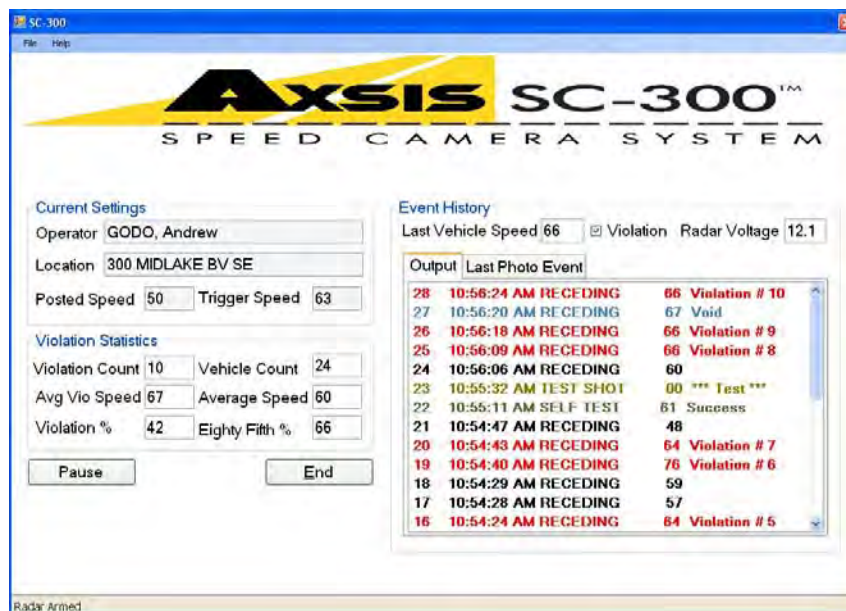 SC-300
File Help
AXSIS SC-300™
SPEED CAMERA SYSTEM
Current Settings
Operator GODO, Andrew
Location 300 MIDLAKE BV SE
Posted Speed 50 Trigger Speed 63
Violation Statistics
Violation Count 10 Vehicle Count 24
Avg Vio Speed 67 Average Speed 60
Violation % 42 Eighty Fifth % 66
Pause End
Event History
Last Vehicle Speed 66 Violation Radar Voltage 12.1
Output Last Photo Event
28 10:56:24 AM RECEDING 66 Violation # 10
27 10:56:20 AM RECEDING 67 Void
26 10:56:18 AM RECEDING 66 Violation # 9
25 10:56:09 AM RECEDING 66 Violation # 8
24 10:56:06 AM RECEDING 60
23 10:55:32 AM TEST SHOT 00 *** Test ***
22 10:55:11 AM SELF TEST 61 Success
21 10:54:47 AM RECEDING 48
20 10:54:43 AM RECEDING 64 Violation # 7
19 10:54:40 AM RECEDING 76 Violation # 6
18 10:54:29 AM RECEDING 59
17 10:54:28 AM RECEDING 57
16 10:54:24 AM RECEDING 64 Violation # 5
Radar Armed